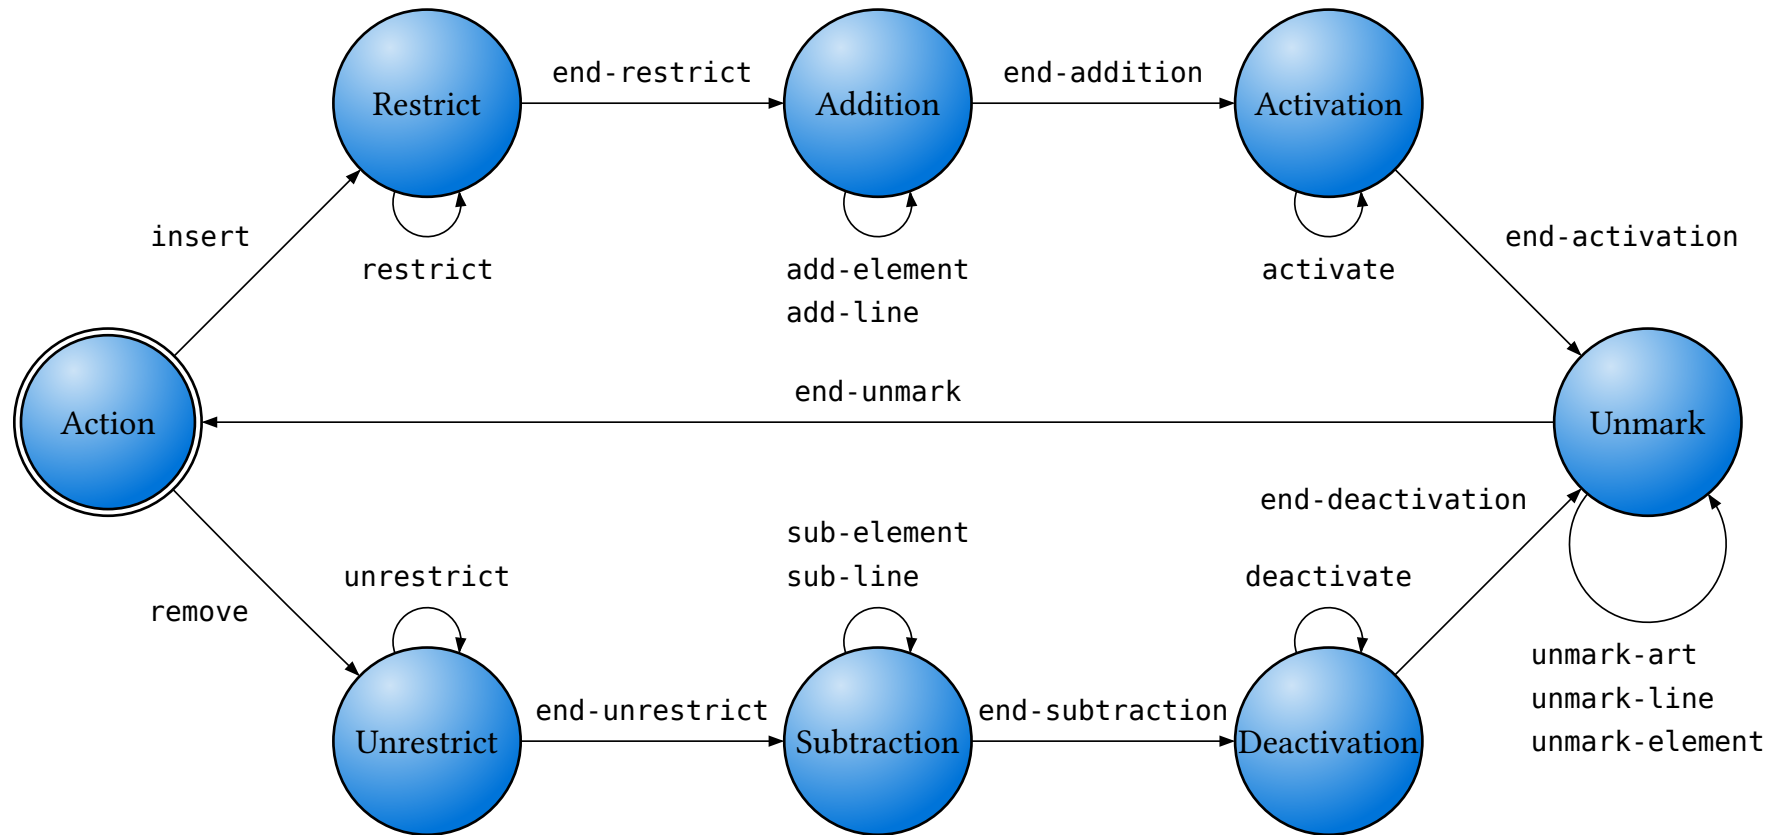 end-restrict
end-addition
Restrict
Addition
Activation
insert
end-activation
restrict
add-element
add-line
activate
end-unmark
Action
Unmark
end-deactivation
sub-element
sub-line
unrestrict
deactivate
remove
unmark-art
unmark-line
unmark-element
end-unrestrict
end-subtraction
Unrestrict
Subtraction
Deactivation